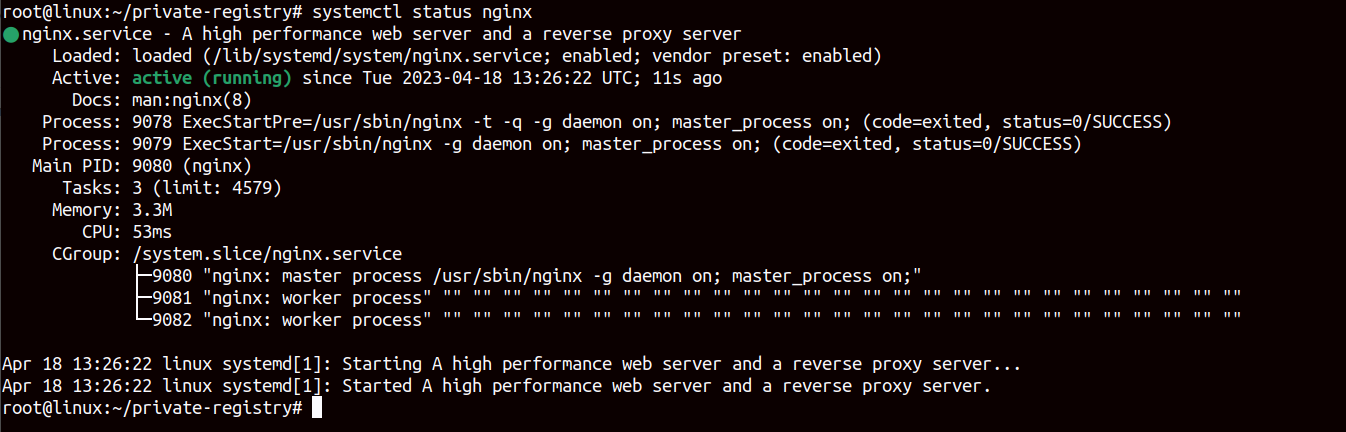 root@linux:~/private-registry# systemctl status nginx
●nginx.service - A high performance web server and a reverse proxy server
     Loaded: loaded (/lib/systemd/system/nginx.service; enabled; vendor preset: enabled)
     Active: active (running) since Tue 2023-04-18 13:26:22 UTC; 11s ago
       Docs: man:nginx(8)
    Process: 9078 ExecStartPre=/usr/sbin/nginx -t -q -g daemon on; master_process on; (code=exited, status=0/SUCCESS)
    Process: 9079 ExecStart=/usr/sbin/nginx -g daemon on; master_process on; (code=exited, status=0/SUCCESS)
   Main PID: 9080 (nginx)
      Tasks: 3 (limit: 4579)
     Memory: 3.3M
        CPU: 53ms
     CGroup: /system.slice/nginx.service
             ├─9080 "nginx: master process /usr/sbin/nginx -g daemon on; master_process on;"
             ├─9081 "nginx: worker process" "" "" "" "" "" "" "" "" "" "" "" "" "" "" "" "" "" "" "" "" "" "" "" "" "" "" ""
             └─9082 "nginx: worker process" "" "" "" "" "" "" "" "" "" "" "" "" "" "" "" "" "" "" "" "" "" "" "" "" "" "" ""
Apr 18 13:26:22 linux systemd[1]: Starting A high performance web server and a reverse proxy server...
Apr 18 13:26:22 linux systemd[1]: Started A high performance web server and a reverse proxy server.
root@linux:~/private-registry#